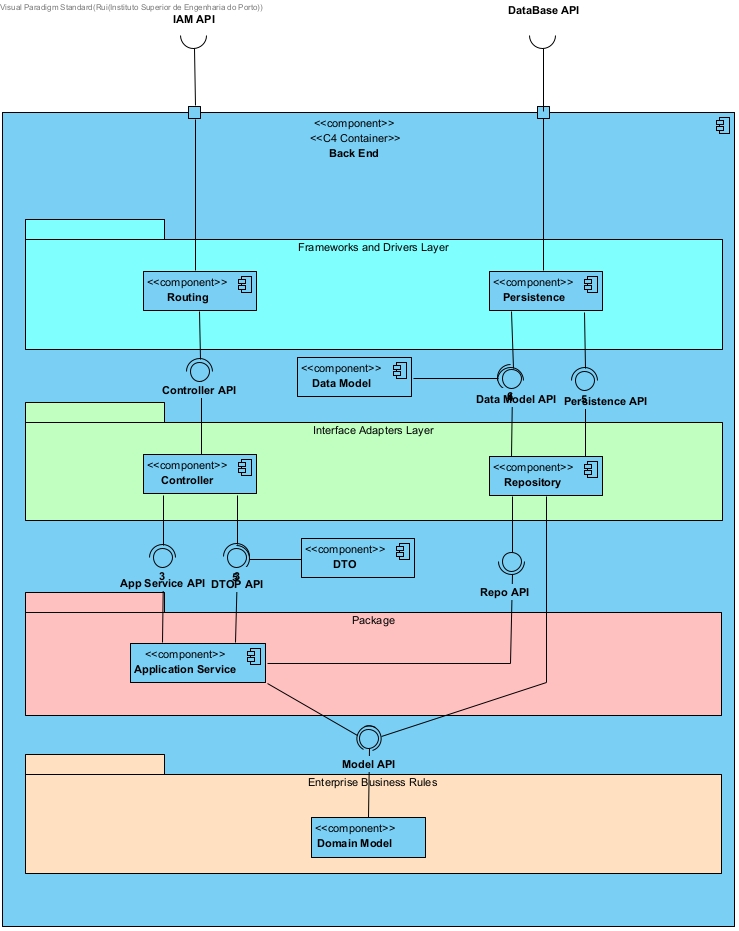 Visual Paradigm Standard(Rui(Instituto Superior de Engenharia do Porto))
IAM API
DataBase API
<<component>>
<<C4 Container>>
Back End
Frameworks and Drivers Layer
<<component>>
Routing
<<component>>
Persistence
<<component>>
Data Model
Controller API
Data Model API
Persistence API
Interface Adapters Layer
<<component>>
Controller
<<component>>
Repository
<<component>>
DTO
3
App Service API
DTOP API
Repo API
Package
<<component>>
Application Service
Model API
Enterprise Business Rules
<<component>>
Domain Model